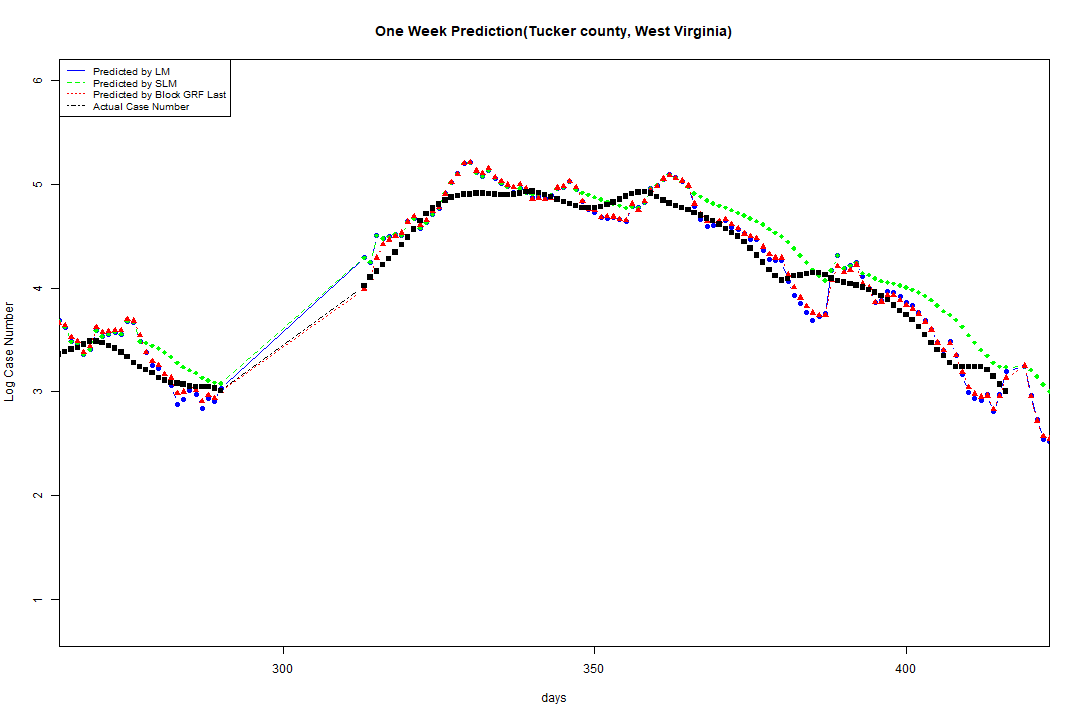 One Week Prediction(Tucker county, West Virginia)
Predicted by LM
Predicted by SLM
Predicted by Block GRF Last
Actual Case Number
6
5
4
3
2
1
Log Case Number
300
350
400
days